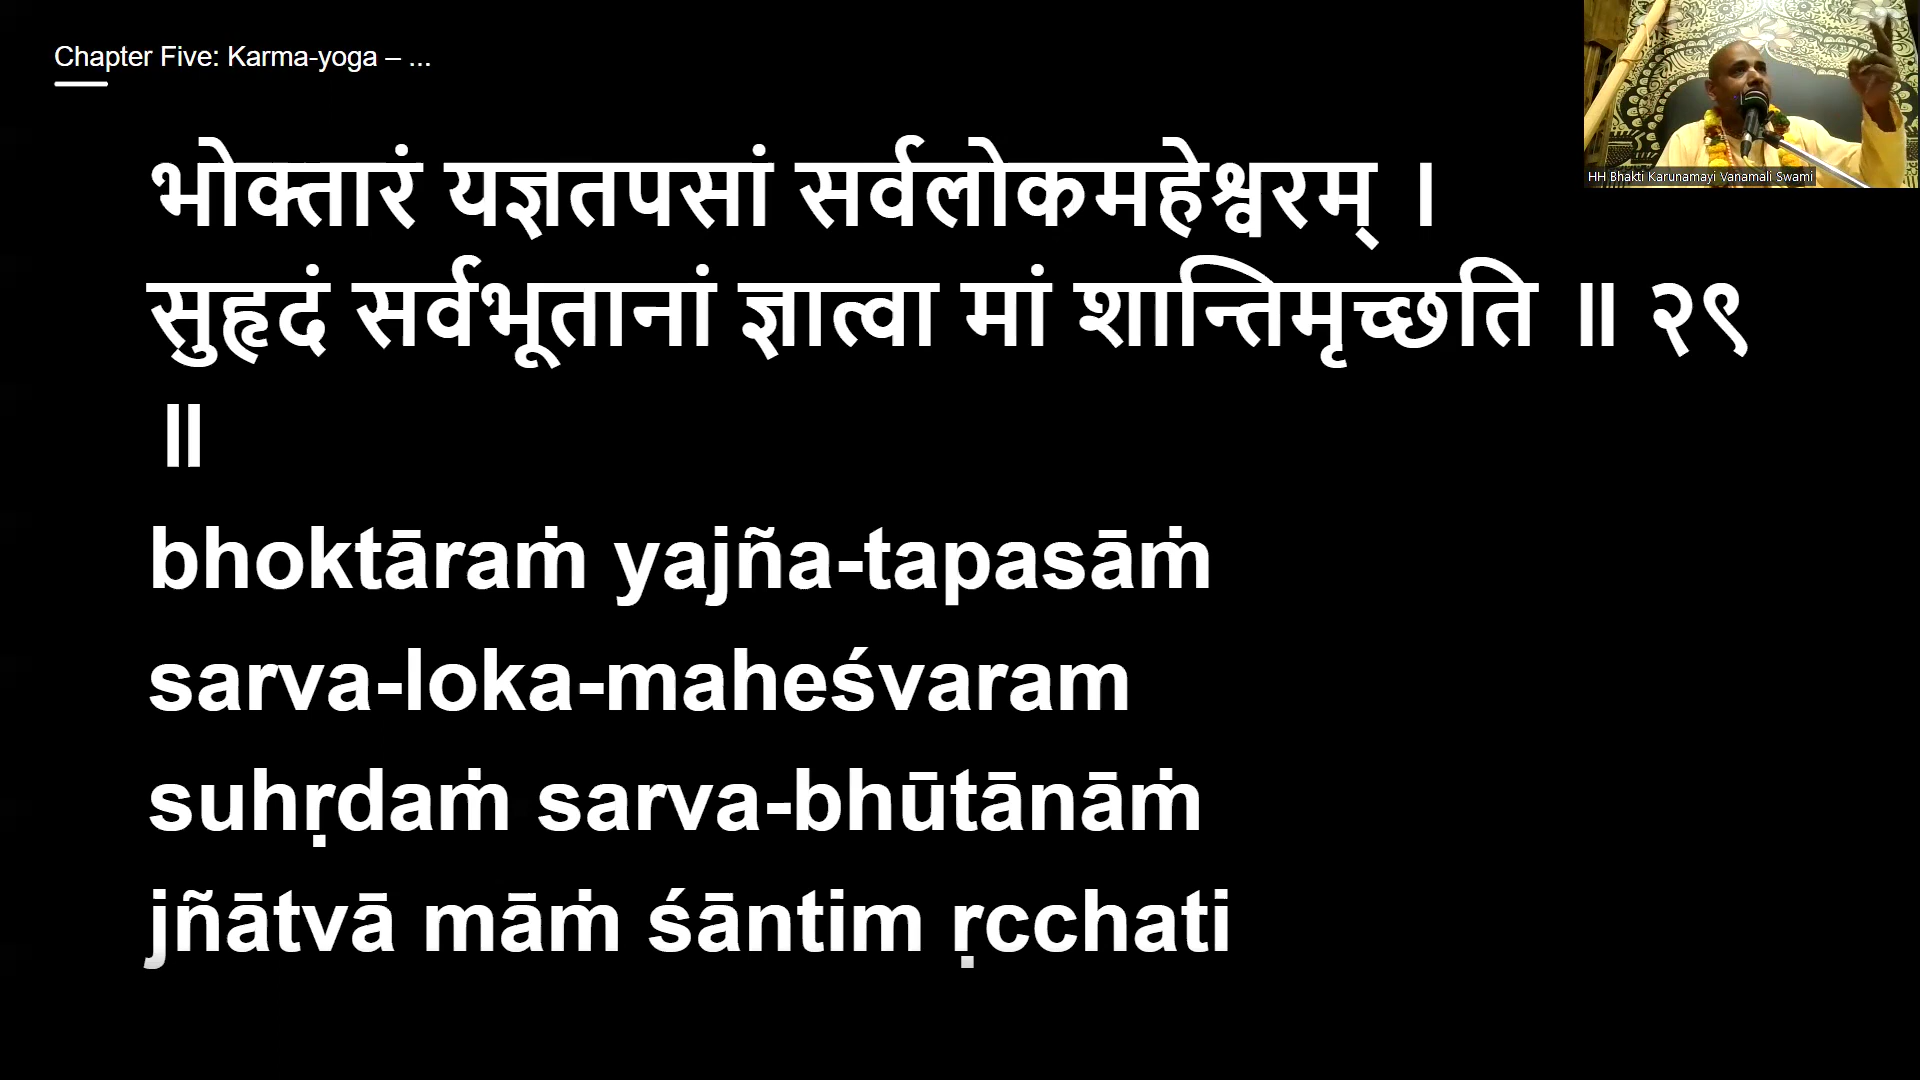 Chapter Five: Karma-yoga – ...
HH Bhakti Karunamayi Vanamali Swami
भोक्तारं यज्ञतपसां सर्वलोकमहेश्वरम् ।
सुहृदं सर्वभूतानां ज्ञात्वा मां शान्तिमृच्छति ॥ २९
॥
bhoktāraṁ yajña-tapasāṁ
sarva-loka-maheśvaram
suhṛdaṁ sarva-bhūtānāṁ
jñātvā māṁ śāntim ṛcchati